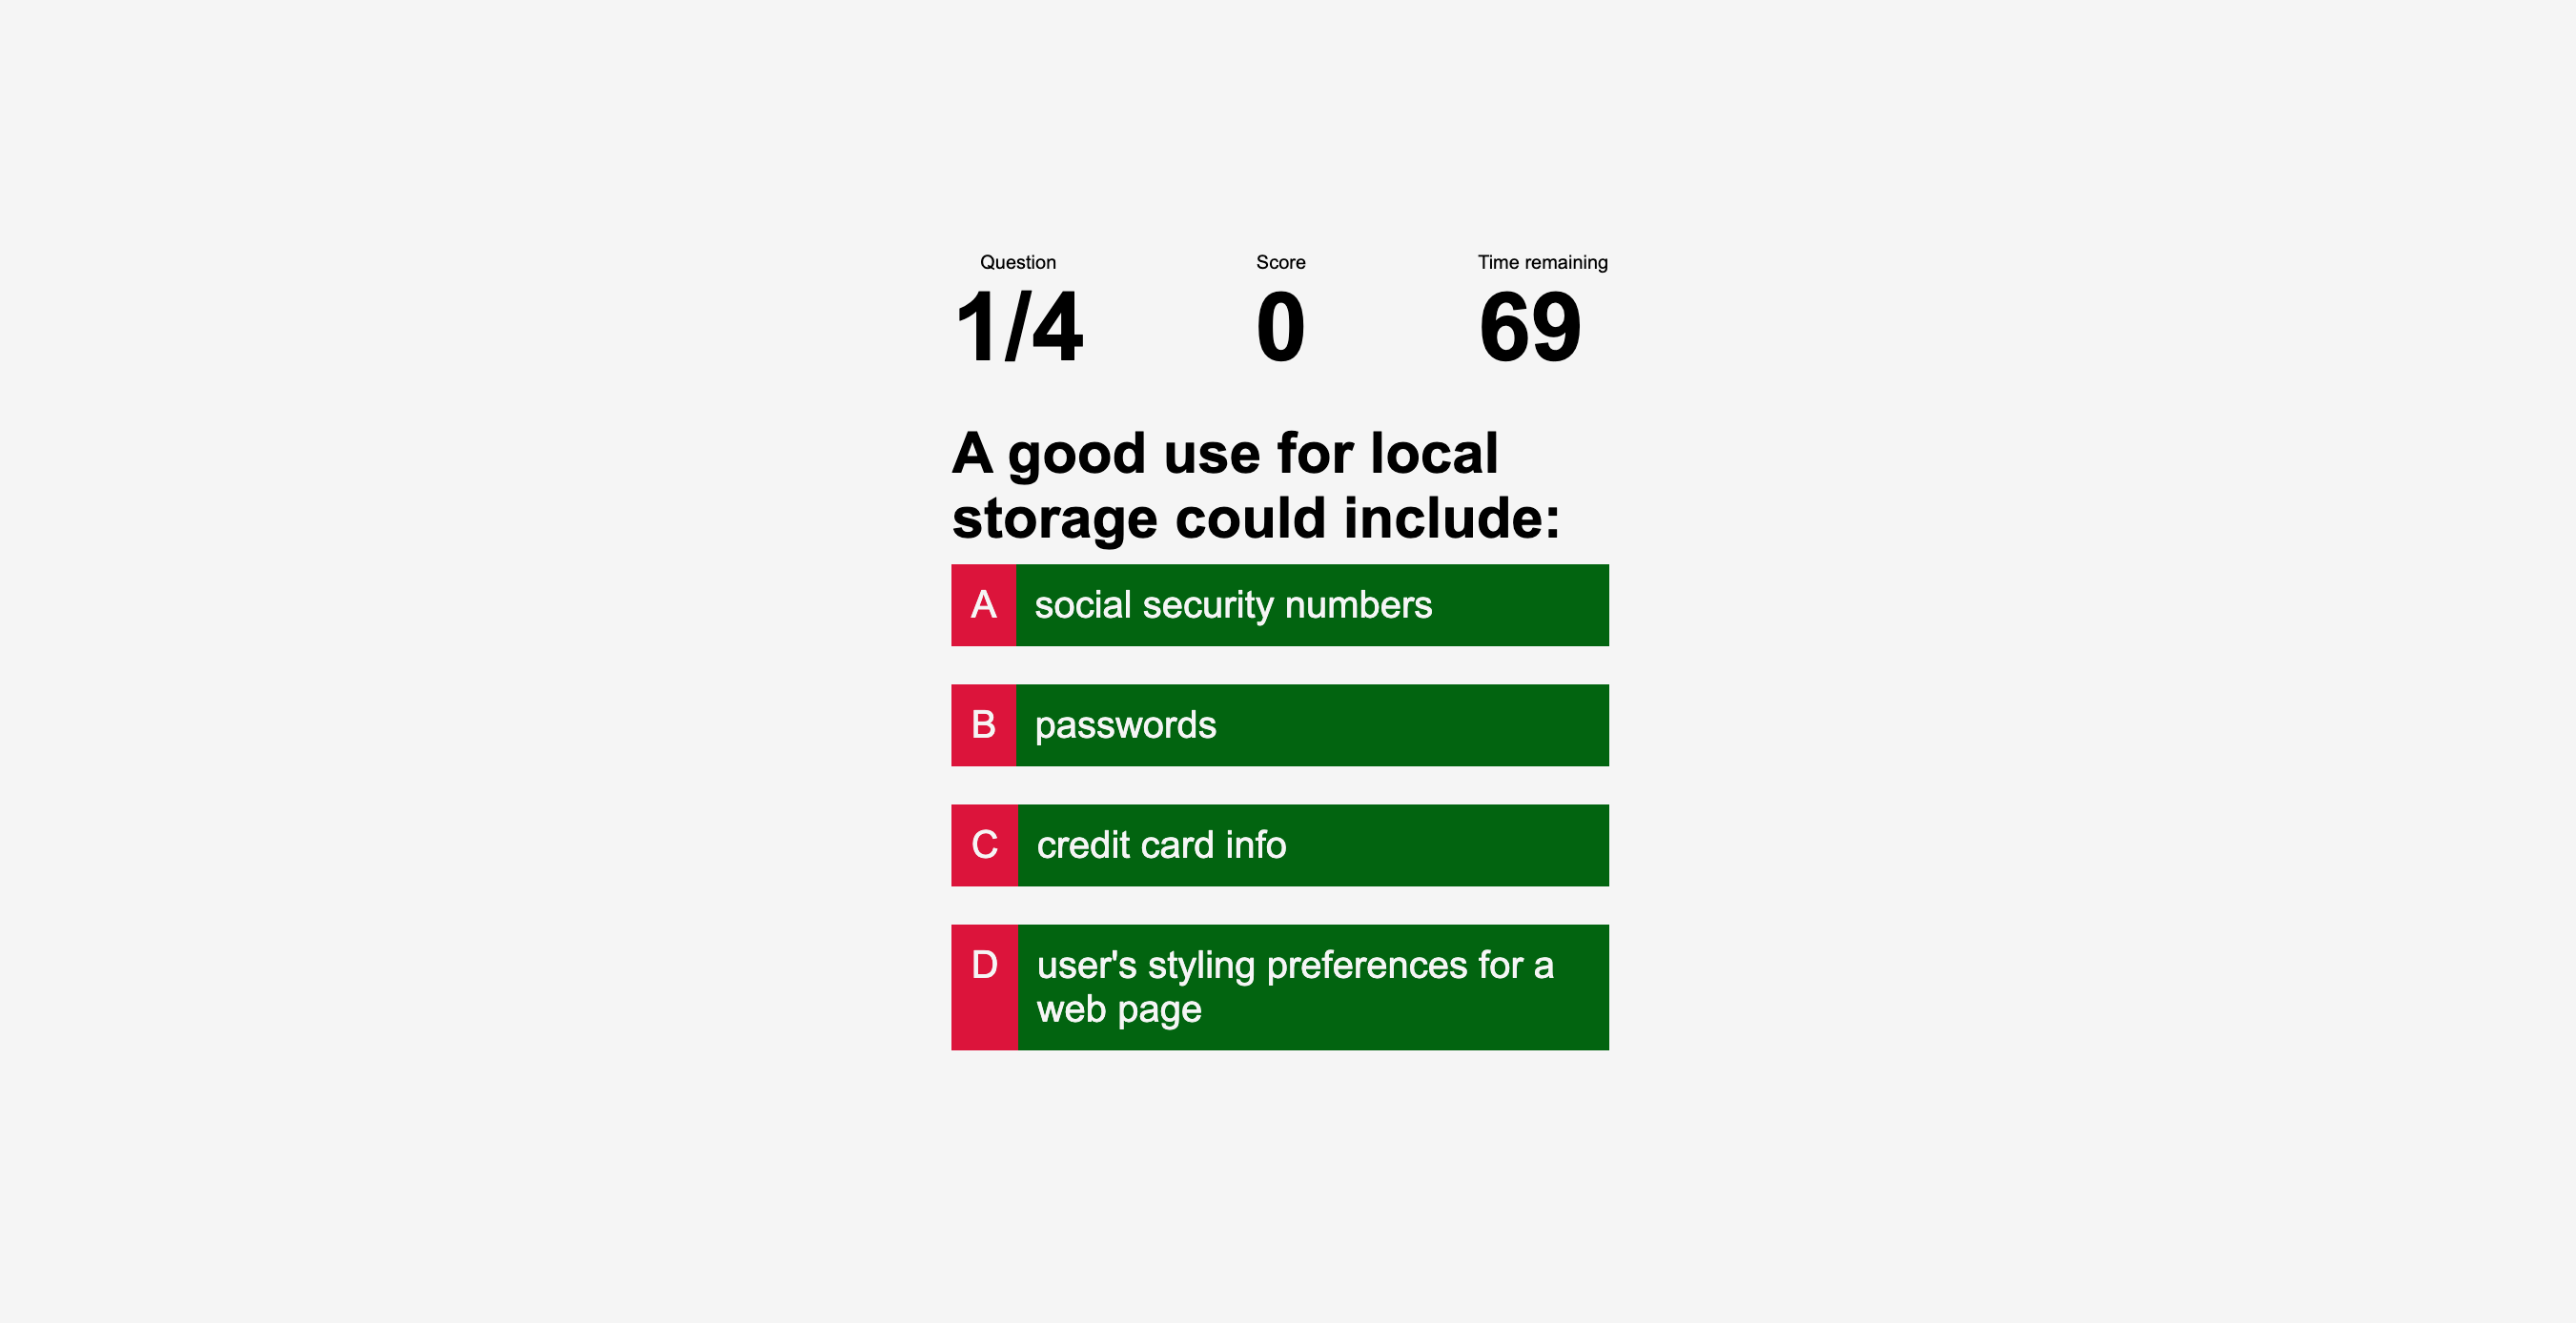 Question
1/4
Score
0
Time remaining
69
A good use for local
storage could include:
A social security numbers
B passwords
C credit card info
D user's styling preferences for a
web page